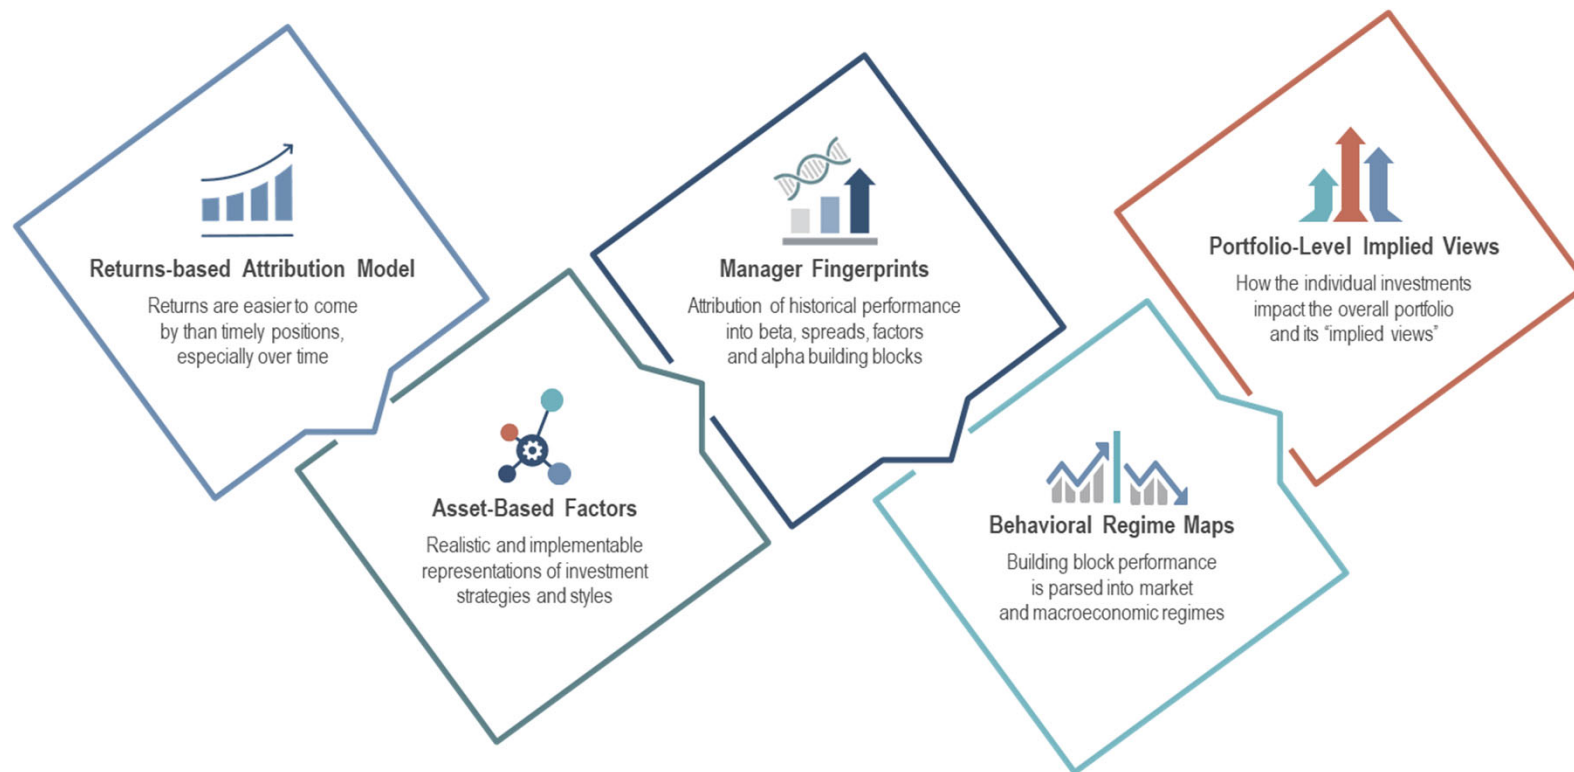 Returns-based Attribution Model
Returns are easier to come
by than timely positions,
especially over time
Asset-Based Factors
Realistic and implementable
representations of investment
strategies and styles
Manager Fingerprints
Attribution of historical performance
into beta, spreads, factors
and alpha building blocks
Behavioral Regime Maps
Building block performance
is parsed into market
and macroeconomic regimes
Portfolio-Level Implied Views
How the individual investments
impact the overall portfolio
and its “implied views”